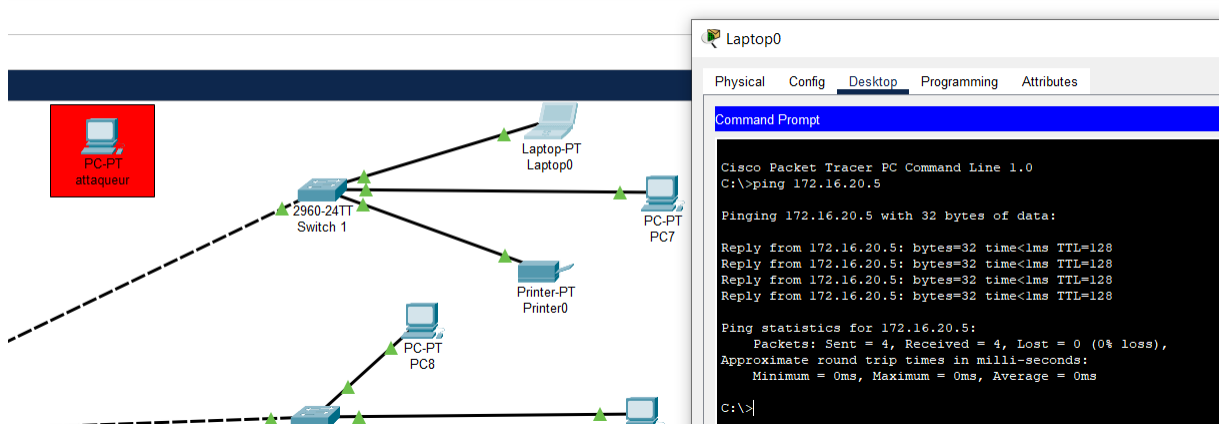 PC-PT
attaqueur
Laptop-PT
Laptop0
2960-24TT
Switch 1
PC-PT
PC7
Printer-PT
Printer0
PC-PT
PC8
Laptop0
Physical Config Desktop Programming Attributes
Command Prompt
Cisco Packet Tracer PC Command Line 1.0
C:\>ping 172.16.20.5
Pinging 172.16.20.5 with 32 bytes of data:
Reply from 172.16.20.5: bytes=32 time<1ms TTL=128
Reply from 172.16.20.5: bytes=32 time<1ms TTL=128
Reply from 172.16.20.5: bytes=32 time<1ms TTL=128
Reply from 172.16.20.5: bytes=32 time<1ms TTL=128
Ping statistics for 172.16.20.5:
Packets: Sent = 4, Received = 4, Lost = 0 (0% loss),
Approximate round trip times in milli-seconds:
Minimum = 0ms, Maximum = 0ms, Average = 0ms
C:\>